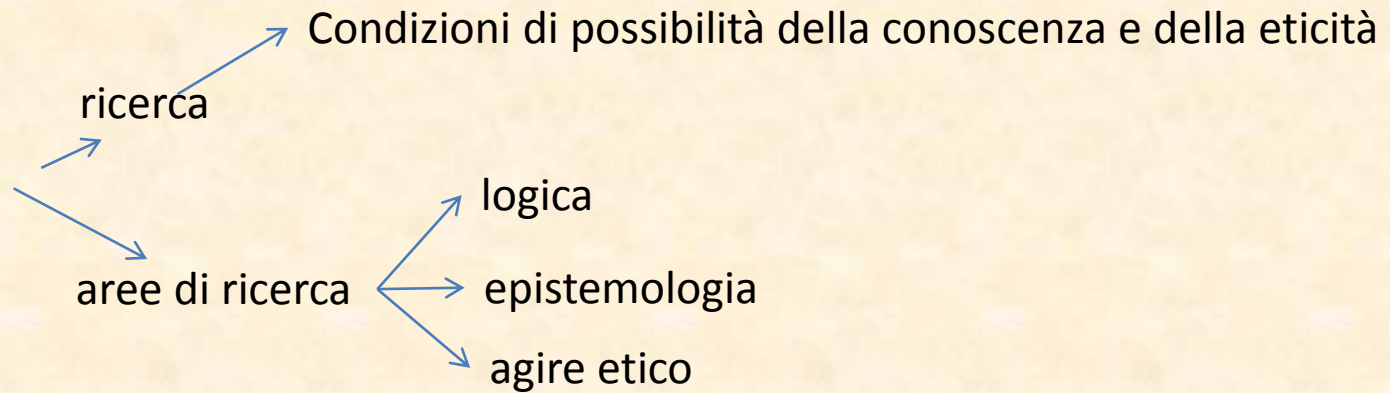 Condizioni di possibilità della conoscenza e della eticità
ricerca
logica
aree di ricerca
epistemologia
agire etico